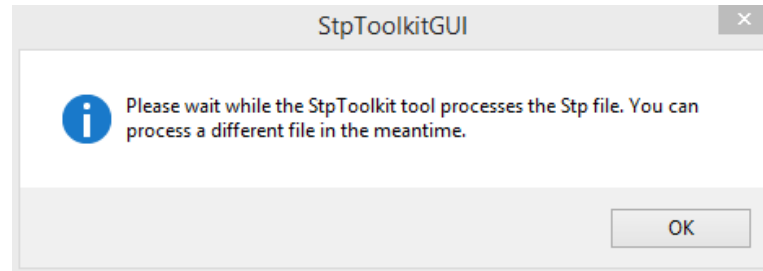 StpToolkitGUI
Please wait while the StpToolkit tool processes the Stp file. You can
process a different file in the meantime.
OK